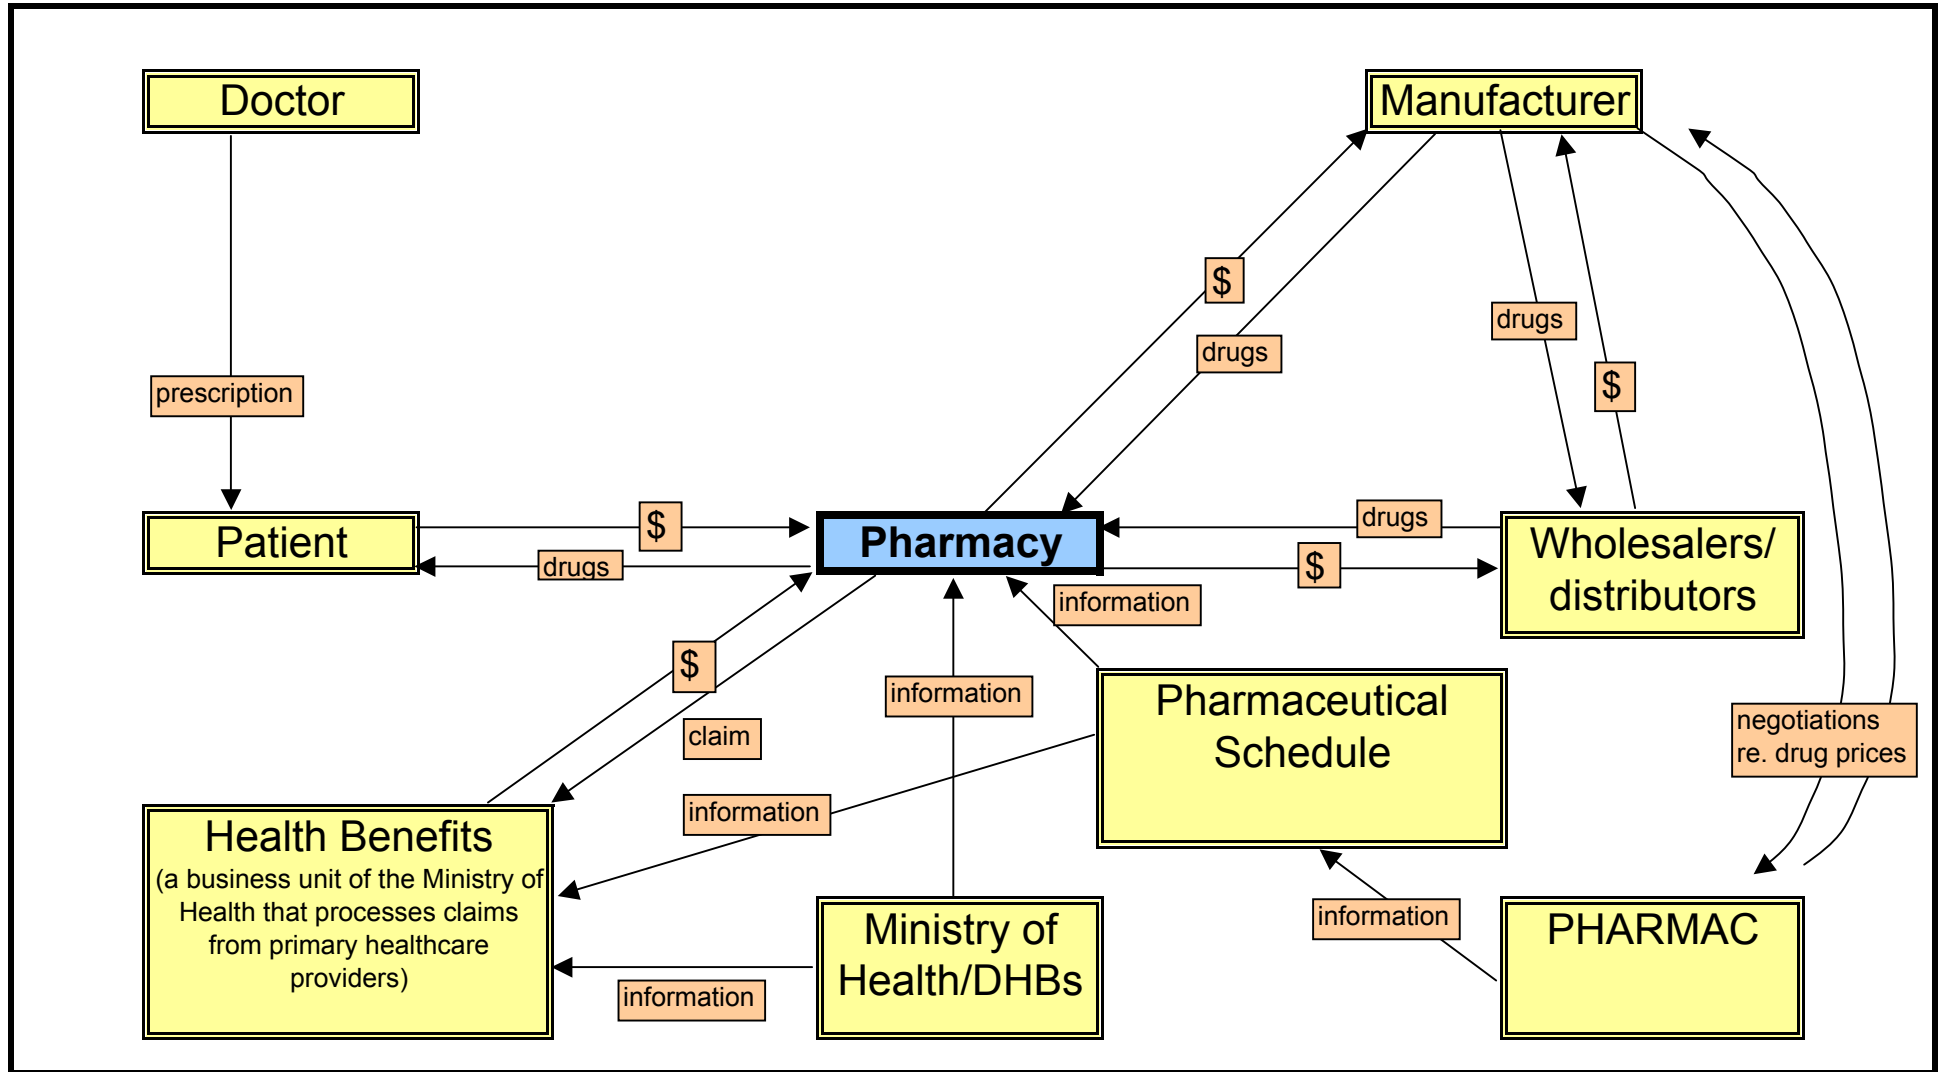 Doctor
Manufacturer
$
drugs
drugs
$
prescription
Patient
$
drugs
Pharmacy
drugs
$
Wholesalers/
distributors
information
$
claim
information
Pharmaceutical
Schedule
negotiations
re. drug prices
information
Health Benefits
(a business unit of the Ministry of
Health that processes claims
from primary healthcare
providers)
information
Ministry of
Health/DHBs
information
PHARMAC